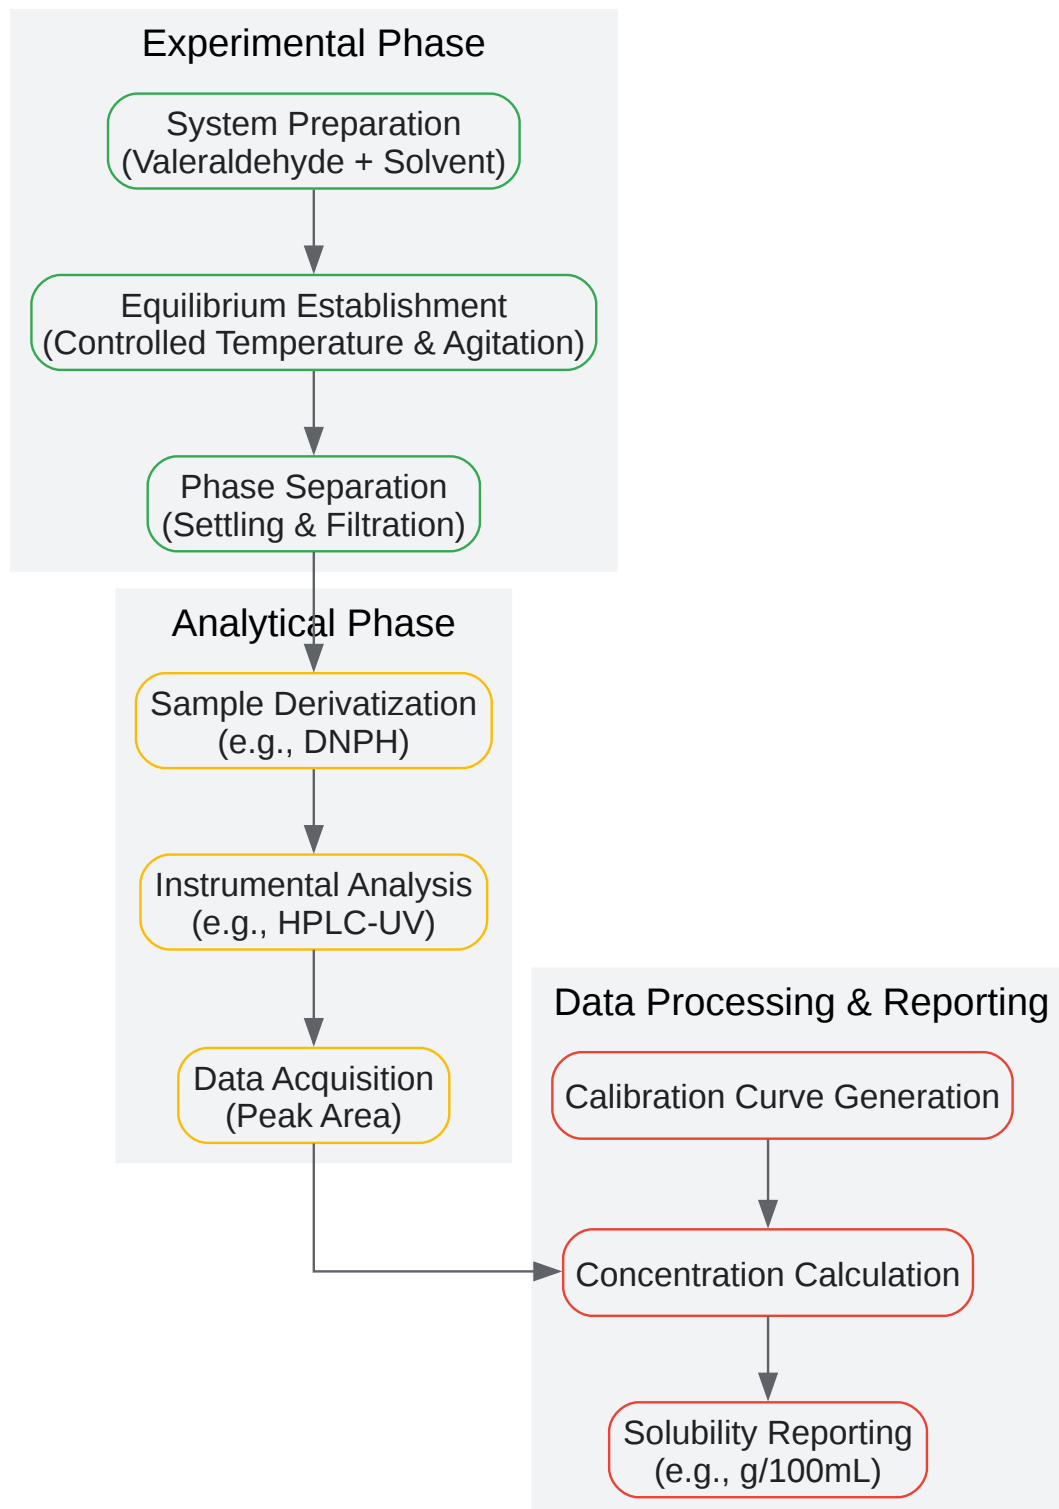 Experimental Phase
System Preparation
(Valeraldehyde + Solvent)
Equilibrium Establishment
(Controlled Temperature & Agitation)
Phase Separation
(Settling & Filtration)
Analytical Phase
Sample Derivatization
(e.g., DNPH)
Instrumental Analysis
(e.g., HPLC-UV)
Data Acquisition
(Peak Area)
Data Processing & Reporting
Calibration Curve Generation
Concentration Calculation
Solubility Reporting
(e.g., g/100mL)